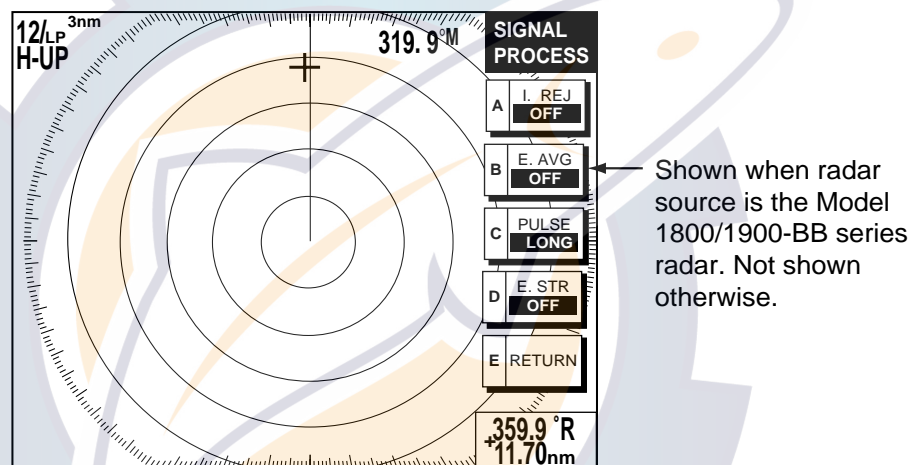 12/LP 3nm
H-UP
319. 9°M
SIGNAL
PROCESS
A I. REJ
OFF
B E. AVG
OFF
C PULSE
LONG
D E. STR
OFF
E RETURN
+359.9 °R
11.70nm
Shown when radar
source is the Model
1800/1900-BB series
radar. Not shown
otherwise.